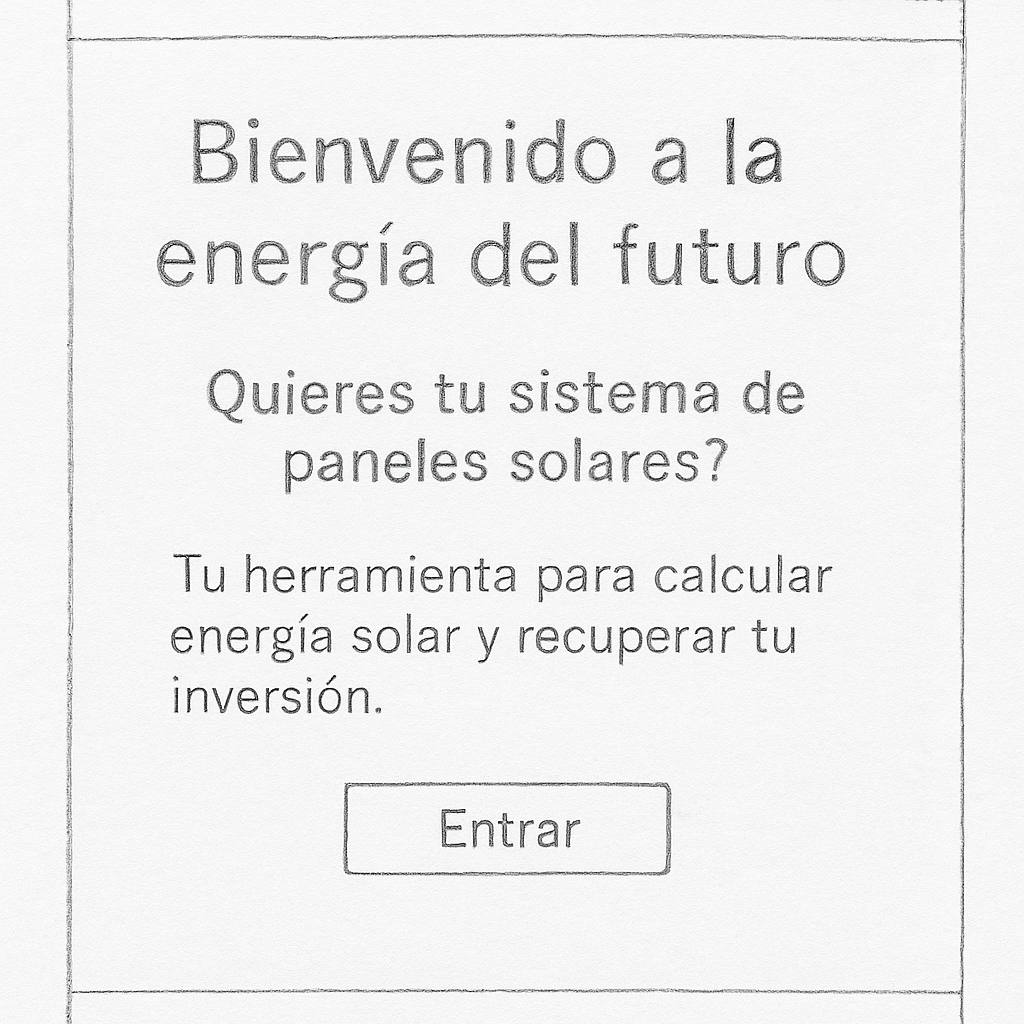 Bienvenido a la
energía del futuro
Quieres tu sistema de
paneles solares?
Tu herramienta para calcular
energía solar y recuperar tu
inversión.
Entrar